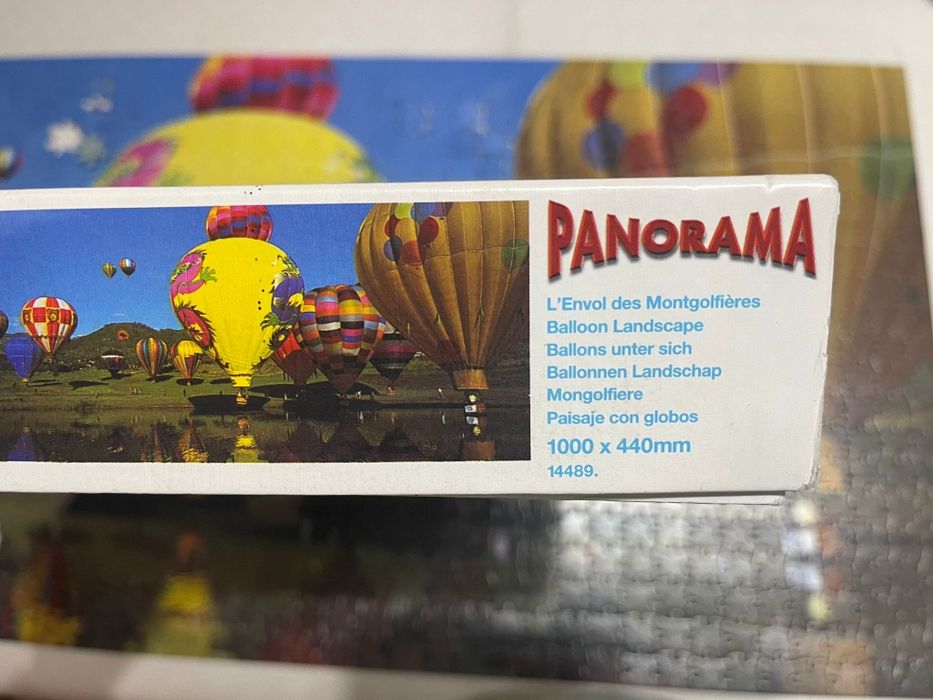 PANORAMA
L'Envol des Montgolfières
Balloon Landscape
Ballons unter sich
Ballonnen Landschap
Mongolfiere
Paisaje con globos
1000 x 440mm
14489.